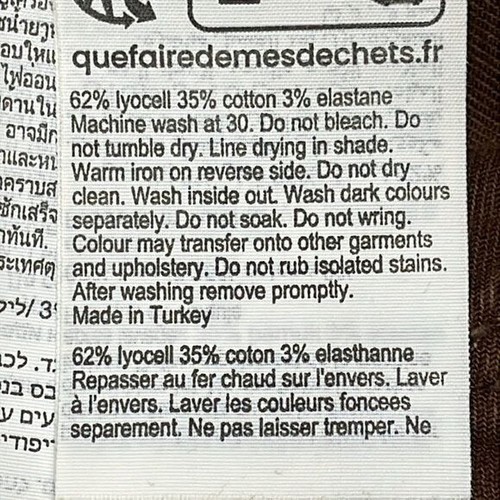 quefairedemesdechets.fr
62% lyocell 35% cotton 3% elastane
Machine wash at 30. Do not bleach. Do
not tumble dry. Line drying in shade.
Warm iron on reverse side. Do not dry
clean. Wash inside out. Wash dark colours
separately. Do not soak. Do not wring.
Colour may transfer onto other garments
and upholstery. Do not rub isolated stains.
After washing remove promptly.
Made in Turkey
62% lyocell 35% coton 3% elasthanne
Repasser au fer chaud sur l'envers. Laver
à l'envers. Laver les couleurs foncees
separement. Ne pas laisser tremper. Ne